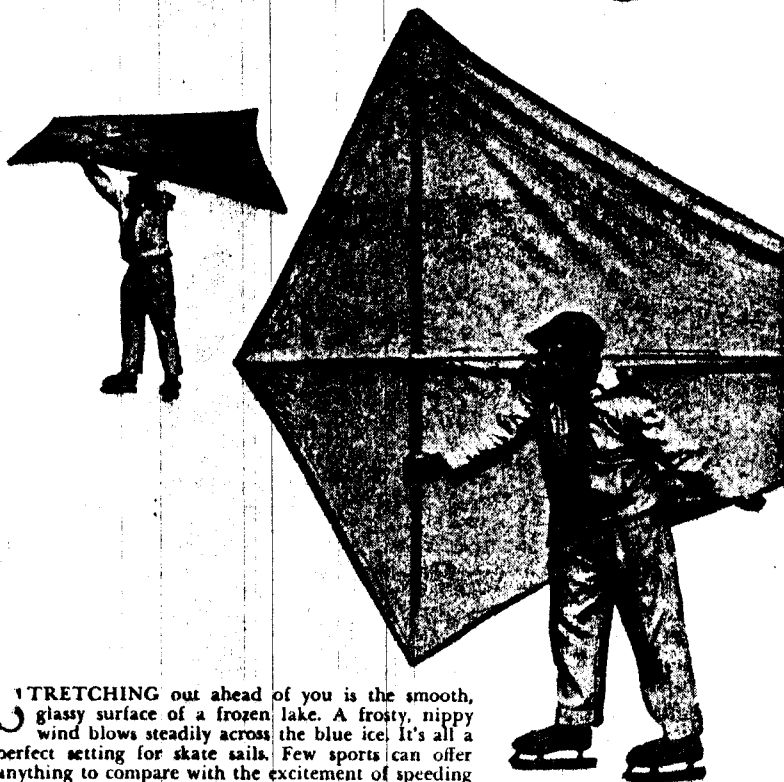 STRETCHING out ahead of you is the smooth,
glassy surface of a frozen lake. A frosty, nippy
wind blows steadily across the blue ice. It's all a
perfect setting for skate sails. Few sports can offer
anything to compare with the excitement of speeding